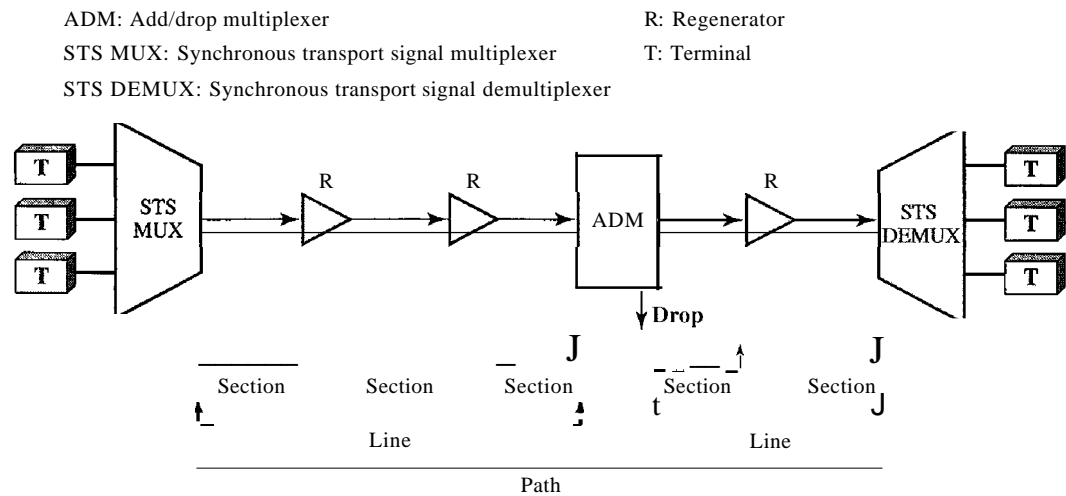 ADM: Add/drop multiplexer
R: Regenerator
STS MUX: Synchronous transport signal multiplexer
T: Terminal
STS DEMUX: Synchronous transport signal demultiplexer
T
T
T
STS
MUX
R
R
ADM
R
STS
DEMUX
T
T
T
Drop
J
J
Section
Section
Section
Section
Section
t
J
Line
Line
Path